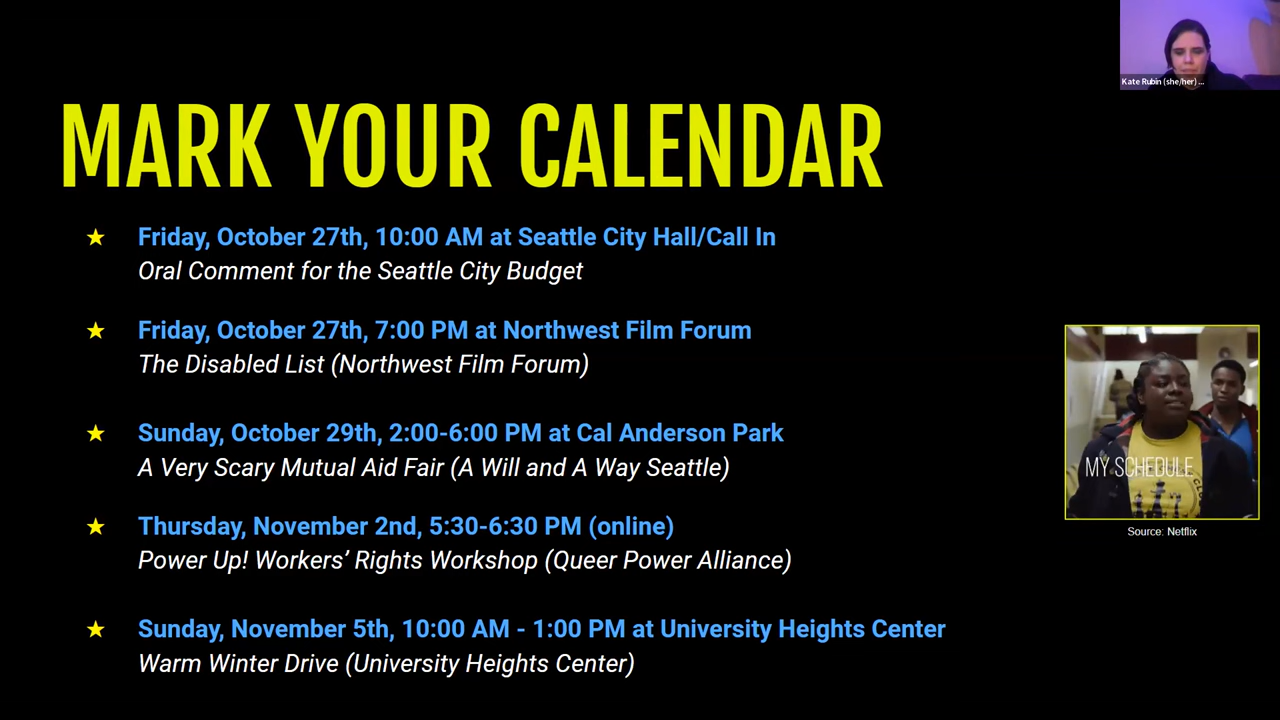 Kate Rubin (she/her) ...
MARK YOUR CALENDAR
★ Friday, October 27th, 10:00 AM at Seattle City Hall/Call In
Oral Comment for the Seattle City Budget
★ Friday, October 27th, 7:00 PM at Northwest Film Forum
The Disabled List (Northwest Film Forum)
★ Sunday, October 29th, 2:00-6:00 PM at Cal Anderson Park
A Very Scary Mutual Aid Fair (A Will and A Way Seattle)
★ Thursday, November 2nd, 5:30-6:30 PM (online)
Power Up! Workers’ Rights Workshop (Queer Power Alliance)
★ Sunday, November 5th, 10:00 AM - 1:00 PM at University Heights Center
Warm Winter Drive (University Heights Center)
MY SCHEDULE
Source: Netflix